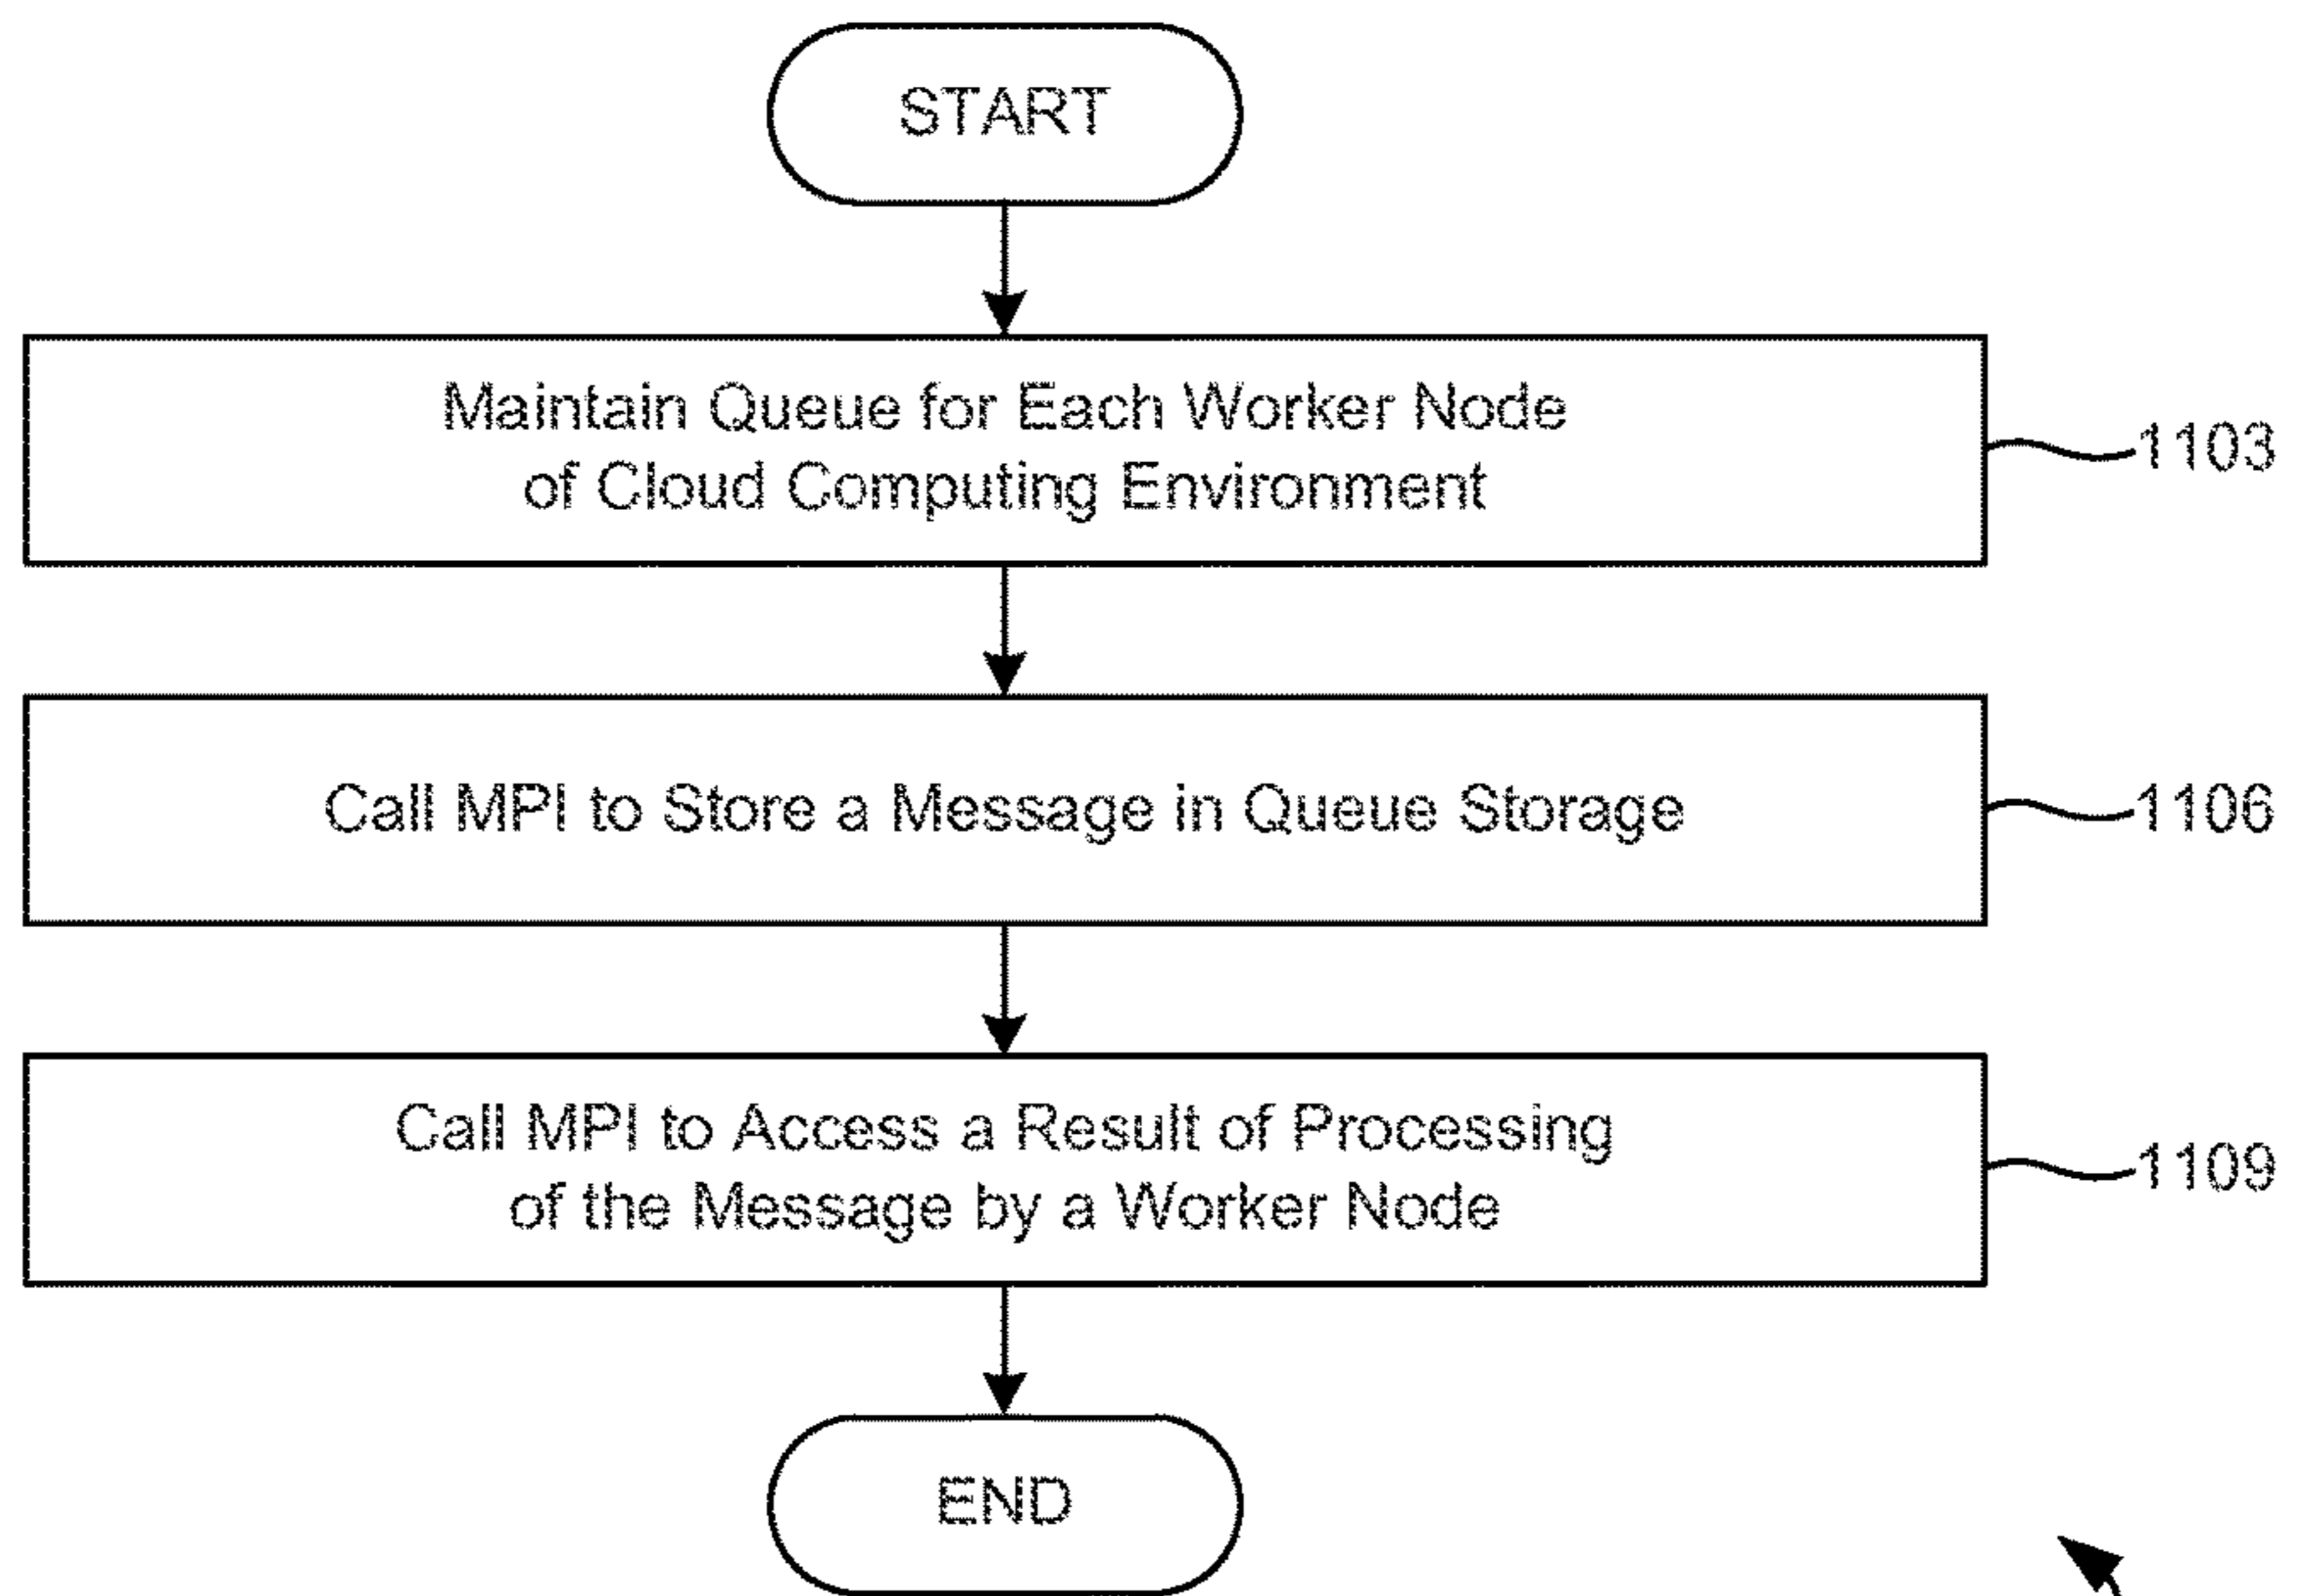 START
Maintain Queue for Each Worker Node
of Cloud Computing Environment
1103
Call MPI to Store a Message in Queue Storage
1106
Call MPI to Access a Result of Processing
of the Message by a Worker Node
1109
END